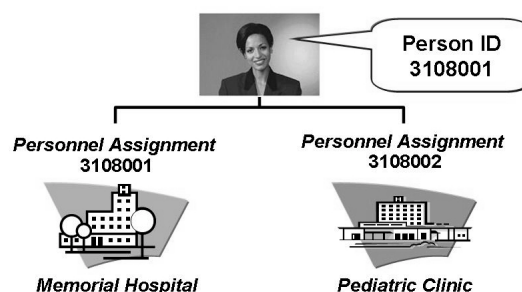 Person ID
3108001
Personnel Assignment
3108001
Personnel Assignment
3108002
H
Memorial Hospital
Pediatric Clinic